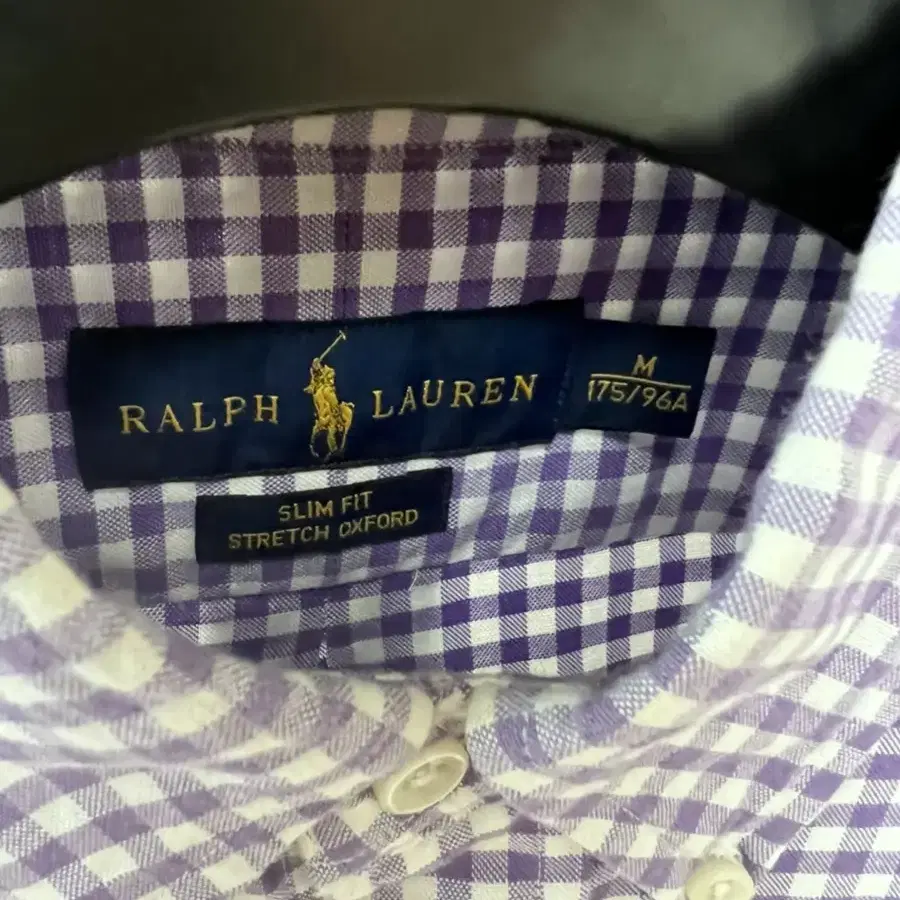 RALPH LAUREN
M
175/96A
SLIM FIT
STRETCH OXFORD